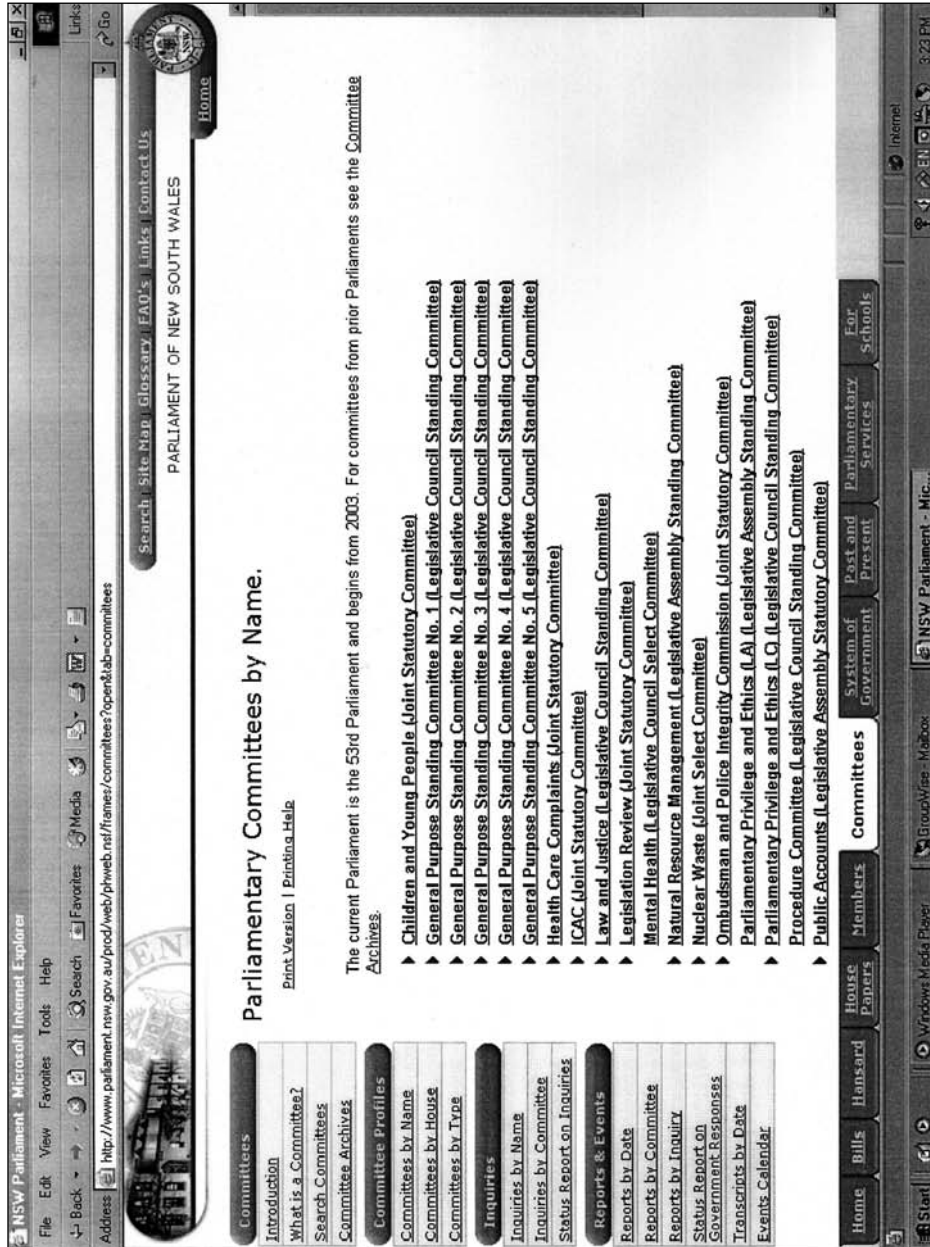 NSW Parliament - Microsoft Internet Explorer
File Edit View Favorites Tools Help
Back Search Favorites Media
Links
Address http://www.parliament.nsw.gov.au/prod/web/phweb.nsf/frames/committees?open&tab=committees
Go
Search | Site Map | Glossary | FAQ's | Links | Contact Us
PARLIAMENT OF NEW SOUTH WALES
PARLIAMENT
NSW
Home
Committees
Introduction
What is a Committee?
Search Committees
Committee Archives
Committee Profiles
Committees by Name
Committees by House
Committees by Type
Inquiries
Inquiries by Name
Inquiries by Committee
Status Report on Inquiries
Reports & Events
Reports by Date
Reports by Committee
Reports by Inquiry
Status Report on
Government Responses
Transcripts by Date
Events Calendar
Parliamentary Committees by Name.
Print Version | Printing Help
The current Parliament is the 53rd Parliament and begins from 2003. For committees from prior Parliaments see the Committee
Archives.
Children and Young People (Joint Statutory Committee)
General Purpose Standing Committee No. 1 (Legislative Council Standing Committee)
General Purpose Standing Committee No. 2 (Legislative Council Standing Committee)
General Purpose Standing Committee No. 3 (Legislative Council Standing Committee)
General Purpose Standing Committee No. 4 (Legislative Council Standing Committee)
General Purpose Standing Committee No. 5 (Legislative Council Standing Committee)
Health Care Complaints (Joint Statutory Committee)
ICAC (Joint Statutory Committee)
Law and Justice (Legislative Council Standing Committee)
Legislation Review (Joint Statutory Committee)
Mental Health (Legislative Council Select Committee)
Natural Resource Management (Legislative Assembly Standing Committee)
Nuclear Waste (Joint Select Committee)
Ombudsman and Police Integrity Commission (Joint Statutory Committee)
Parliamentary Privilege and Ethics (LA) (Legislative Assembly Standing Committee)
Parliamentary Privilege and Ethics (LC) (Legislative Council Standing Committee)
Procedure Committee (Legislative Council Standing Committee)
Public Accounts (Legislative Assembly Statutory Committee)
Home
Bills
Hansard
House
Papers
Members
Committees
System of
Government
Past and
Present
Parliamentary
Services
For
Schools
Internet
Start
Windows Media Player
GroupWise - Mailbox
NSW Parliament - Mic...
EN
3:23 PM